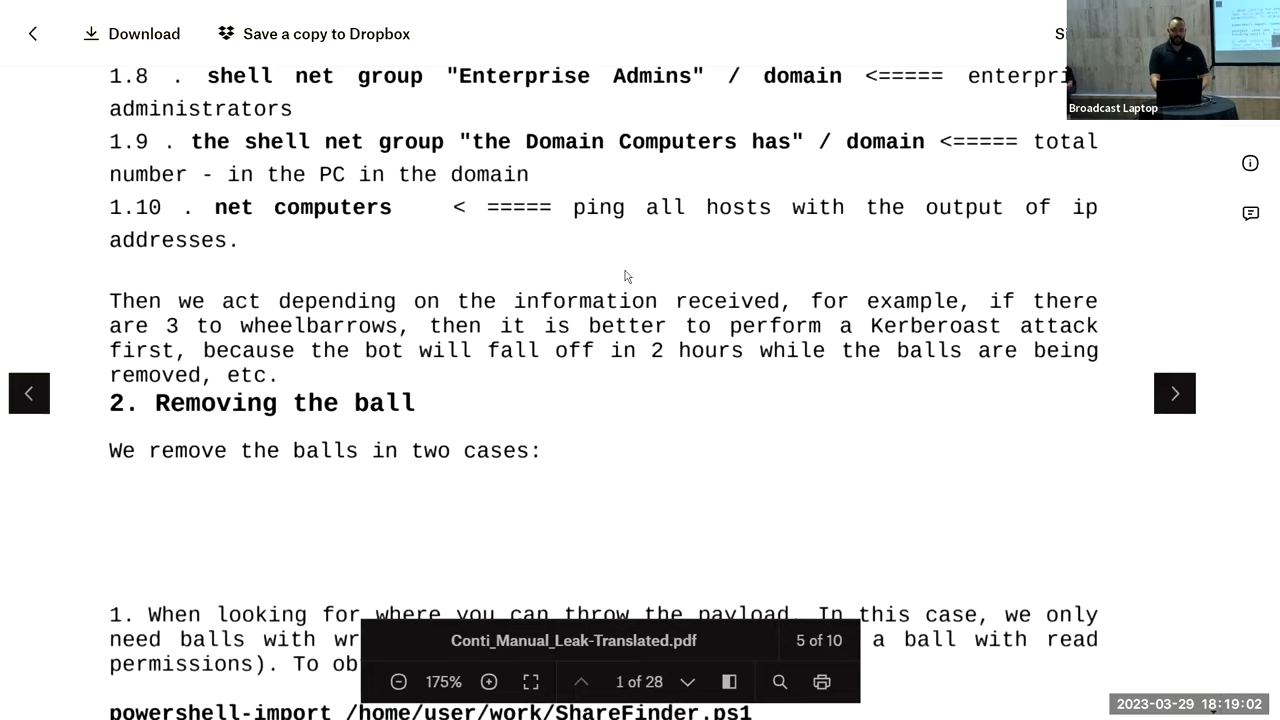 Download
Save a copy to Dropbox
1.8 . shell net group "Enterprise Admins" / domain <===== enterpri
administrators
Broadcast Laptop
1.9 . the shell net group "the Domain Computers has" / domain <===== total
number - in the PC in the domain
1.10 . net computers < ===== ping all hosts with the output of ip
addresses.
Then we act depending on the information received, for example, if there
are 3 to wheelbarrows, then it is better to perform a Kerberoast attack
first, because the bot will fall off in 2 hours while the balls are being
removed, etc.
2. Removing the ball
We remove the balls in two cases:
1. When looking for where you can throw the payload. In this case, we only
need balls with wr a ball with read
permissions). To ob
Conti_Manual_Leak-Translated.pdf
5 of 10
175%
1 of 28
powershell-import /home/user/work/ShareFinder.ps1
2023-03-29 18:19:02